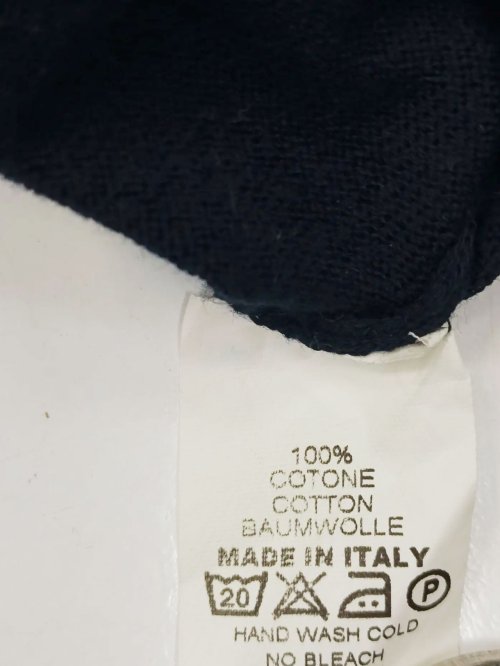 100%
COTONE
COTTON
BAUMWOLLE
MADE IN ITALY
20 P
HAND WASH COLD
NO BLEACH